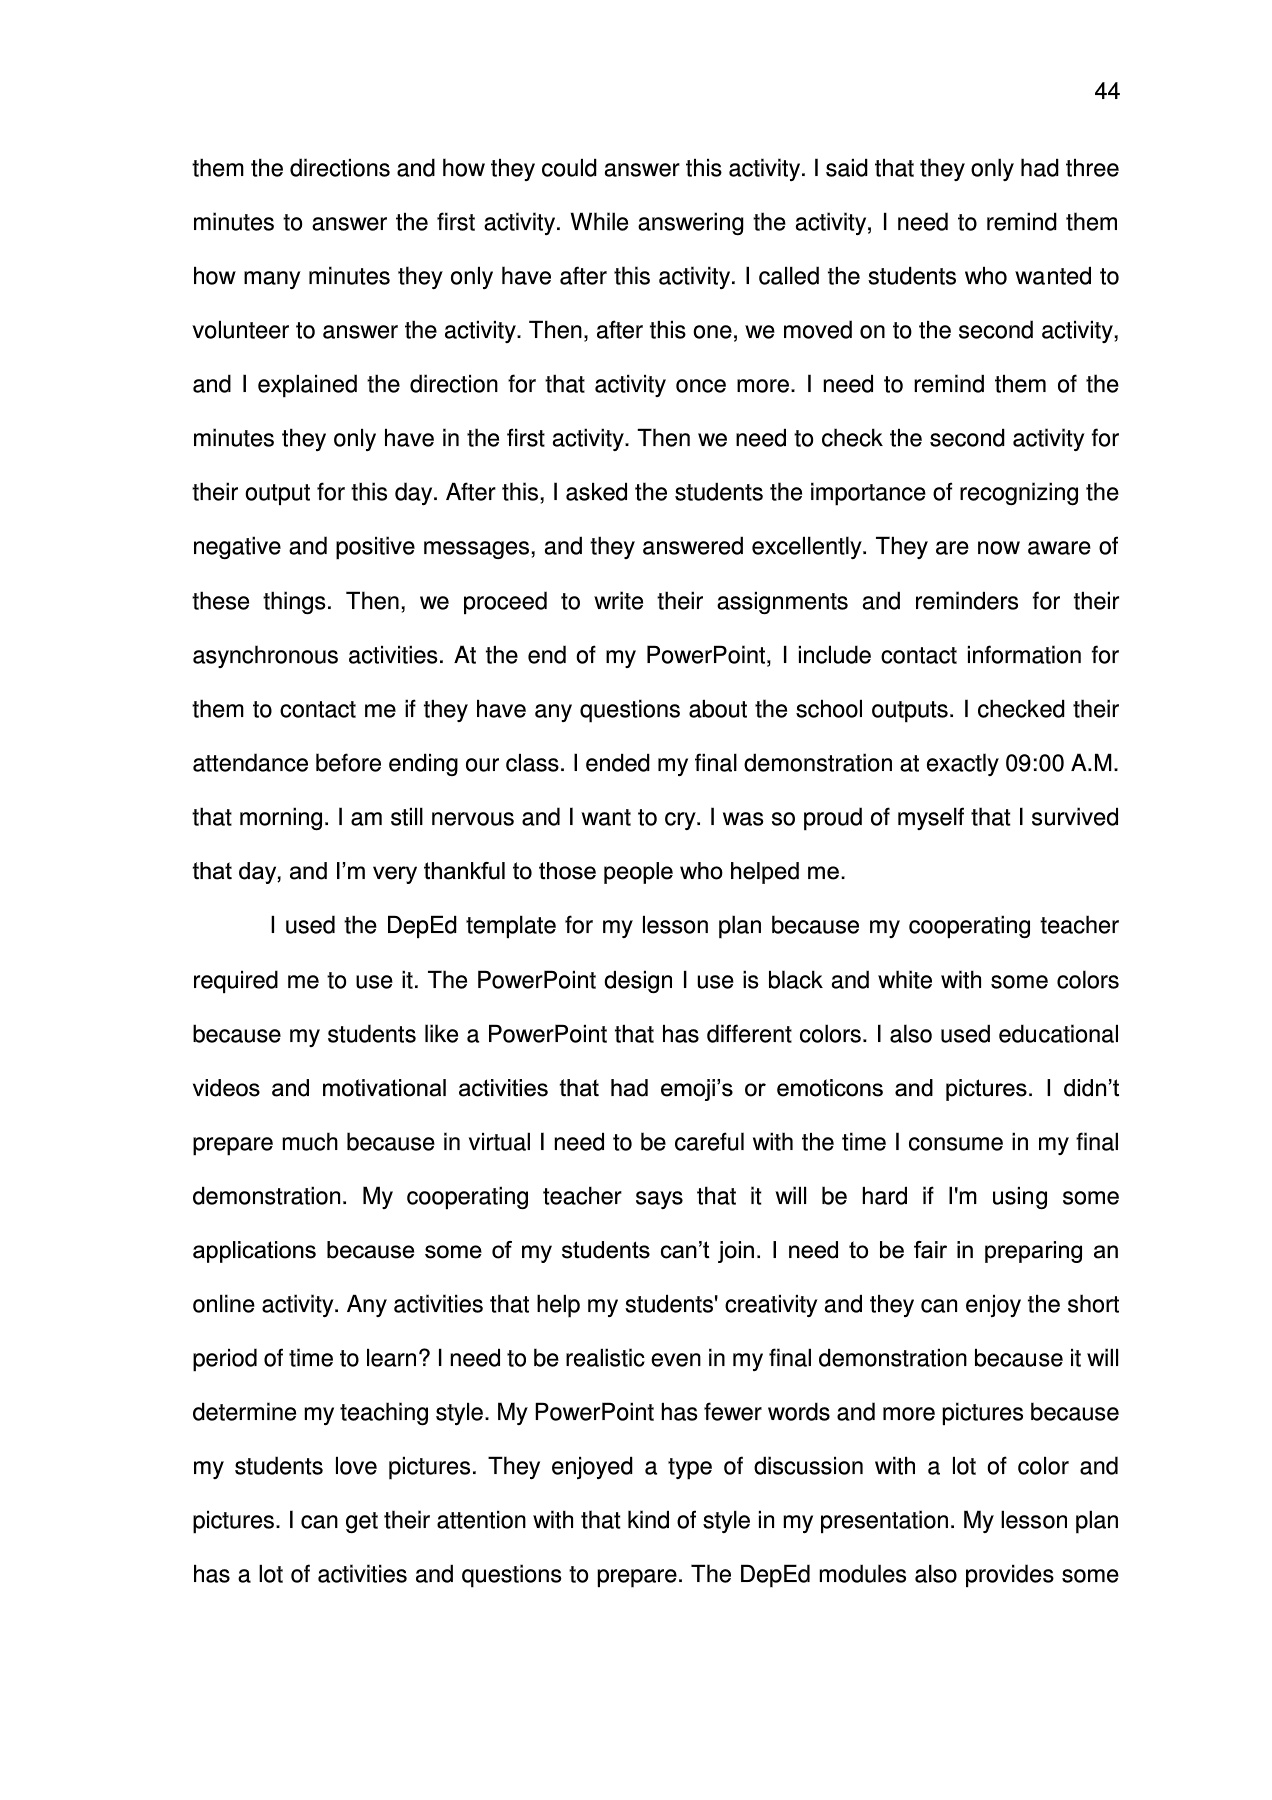 44
them the directions and how they could answer this activity. I said that they only had three
minutes to answer the first activity. While answering the activity, I need to remind them
how many minutes they only have after this activity. I called the students who wanted to
volunteer to answer the activity. Then, after this one, we moved on to the second activity,
and I explained the direction for that activity once more. I need to remind them of the
minutes they only have in the first activity. Then we need to check the second activity for
their output for this day. After this, I asked the students the importance of recognizing the
negative and positive messages, and they answered excellently. They are now aware of
these things. Then, we proceed to write their assignments and reminders for their
asynchronous activities. At the end of my PowerPoint, I include contact information for
them to contact me if they have any questions about the school outputs. I checked their
attendance before ending our class. I ended my final demonstration at exactly 09:00 A.M.
that morning. I am still nervous and I want to cry. I was so proud of myself that I survived
that day, and I’m very thankful to those people who helped me.
I used the DepEd template for my lesson plan because my cooperating teacher
required me to use it. The PowerPoint design I use is black and white with some colors
because my students like a PowerPoint that has different colors. I also used educational
videos and motivational activities that had emoji’s or emoticons and pictures. I didn’t
prepare much because in virtual I need to be careful with the time I consume in my final
demonstration. My cooperating teacher says that it will be hard if I'm using some
applications because some of my students can’t join. I need to be fair in preparing an
online activity. Any activities that help my students' creativity and they can enjoy the short
period of time to learn? I need to be realistic even in my final demonstration because it will
determine my teaching style. My PowerPoint has fewer words and more pictures because
my students love pictures. They enjoyed a type of discussion with a lot of color and
pictures. I can get their attention with that kind of style in my presentation. My lesson plan
has a lot of activities and questions to prepare. The DepEd modules also provides some